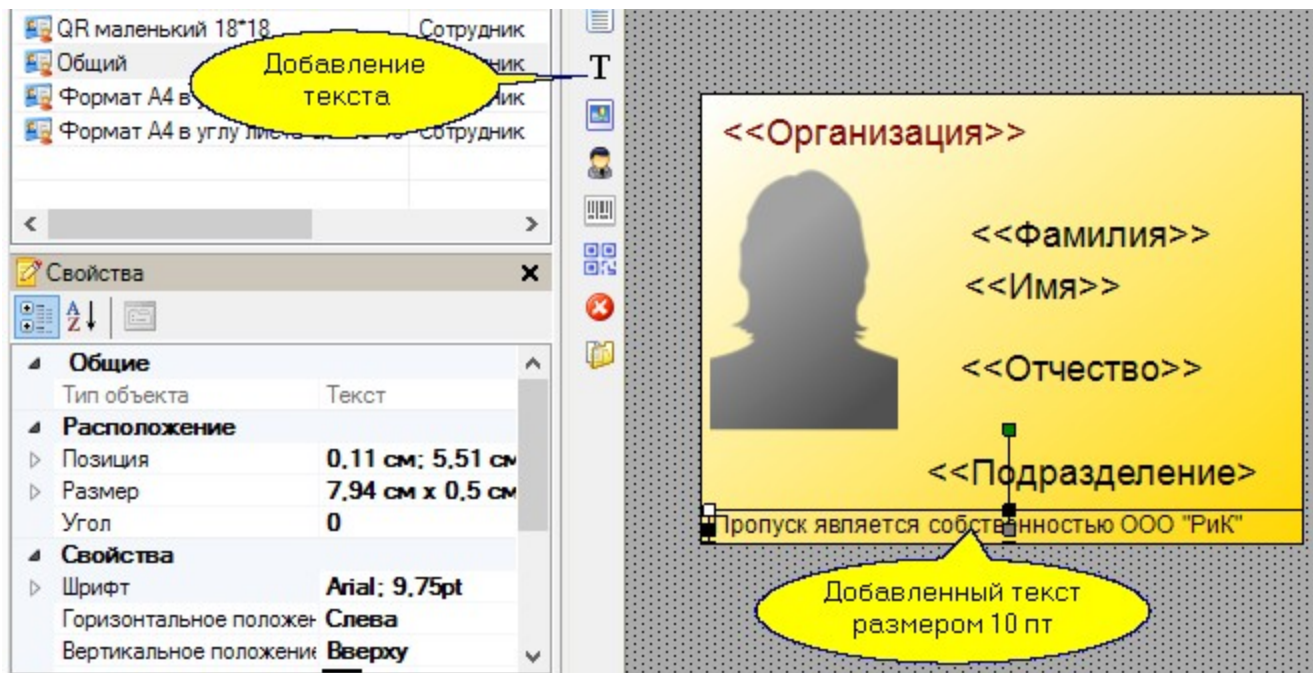 QR маленький 18*18 Сотрудник
Общий
Добавление
текста
Формат А4 в
Формат А4 в углу Сотрудник
T
Свойства
Общие
Тип объекта Текст
Расположение
Позиция 0,11 см; 5,51 см
Размер 7,94 см x 0,5 см
Угол 0
Свойства
Шрифт Arial; 9,75pt
Горизонтальное положен Слева
Вертикальное положение Вверху
<<Организация>>
<<Фамилия>>
<<Имя>>
<<Отчество>>
<<Подразделение>
Пропуск является собственностью ООО "РиК"
Добавленный текст
размером 10 пт